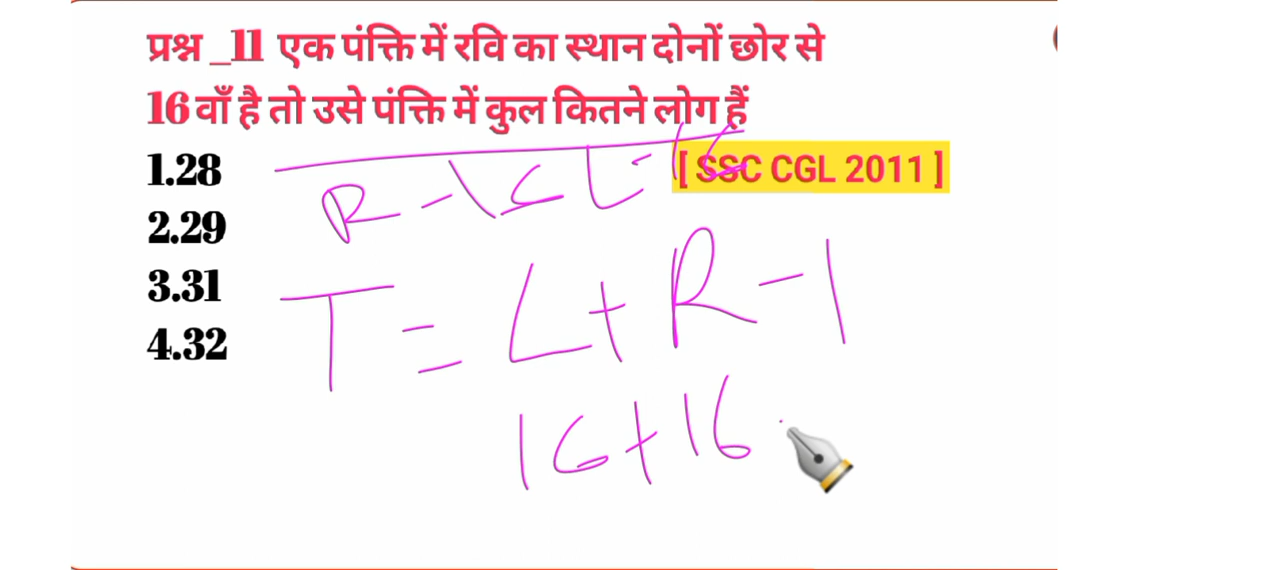 प्रश्न _11 एक पंक्ति में रवि का स्थान दोनों छोर से
16 वाँ है तो उसे पंक्ति में कुल कितने लोग हैं
1.28
[ SSC CGL 2011 ]
R - 16 L - 16
2.29
3.31
T = L + R - 1
4.32
16 + 16